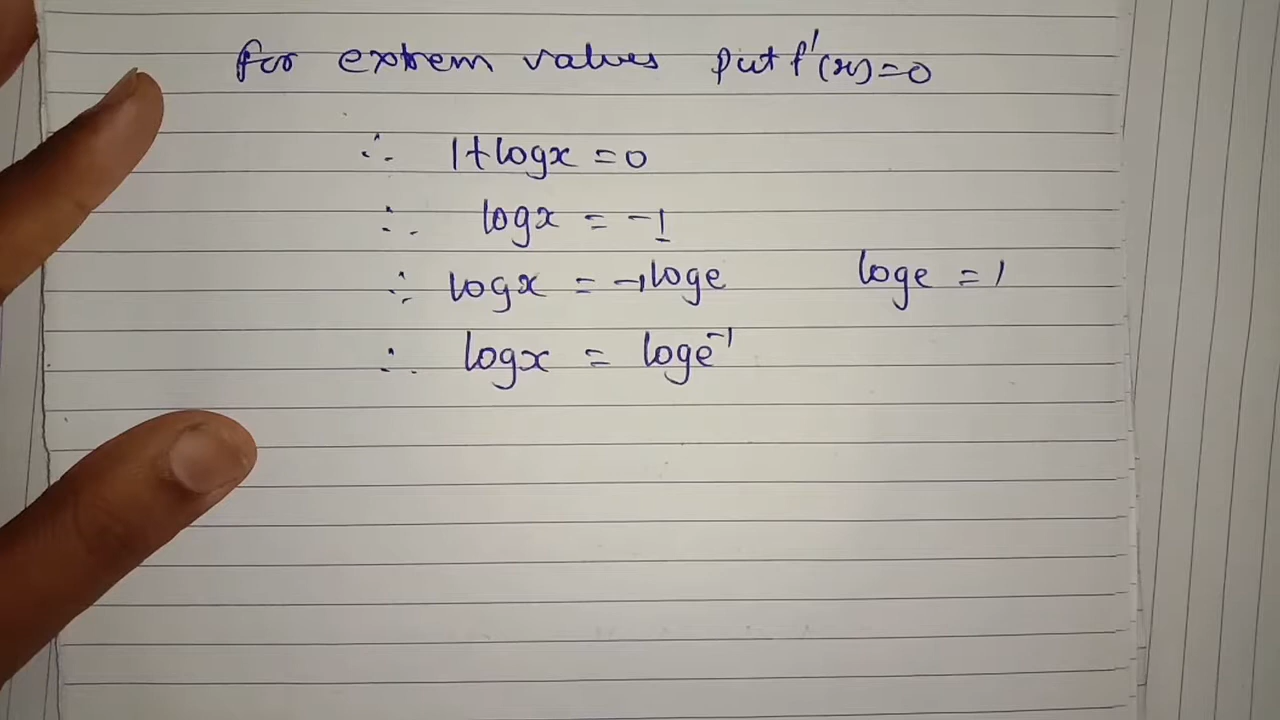 for extrem values put f'(x)=0
∴ 1+logx =0
∴ logx = -1
∴ logx = -1loge loge = 1
∴ logx = loge⁻¹